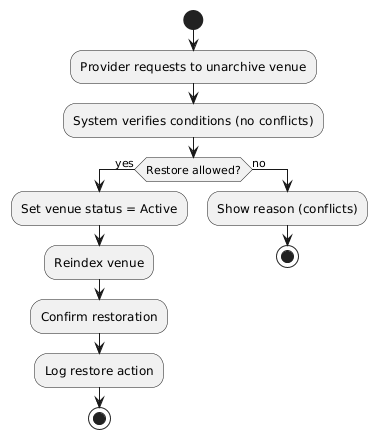 Provider requests to unarchive venue
System verifies conditions (no conflicts)
Restore allowed?
yes
no
Set venue status = Active
Show reason (conflicts)
Reindex venue
Confirm restoration
Log restore action